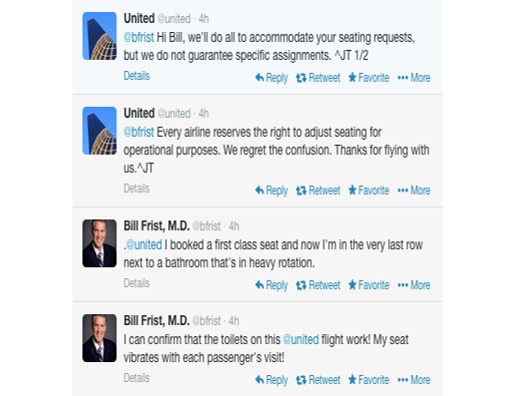 United @united · 4h
@bfrist Hi Bill, we'll do all to accommodate your seating requests,
but we do not guarantee specific assignments. ^JT 1/2
Details Reply Retweet Favorite More
United @united · 4h
@bfrist Every airline reserves the right to adjust seating for
operational purposes. We regret the confusion. Thanks for flying with
us.^JT
Details Reply Retweet Favorite More
Bill Frist, M.D. @bfrist · 4h
.@united I booked a first class seat and now I'm in the very last row
next to a bathroom that's in heavy rotation.
Details Reply Retweet Favorite More
Bill Frist, M.D. @bfrist · 4h
I can confirm that the toilets on this @united flight work! My seat
vibrates with each passenger's visit!
Details Reply Retweet Favorite More